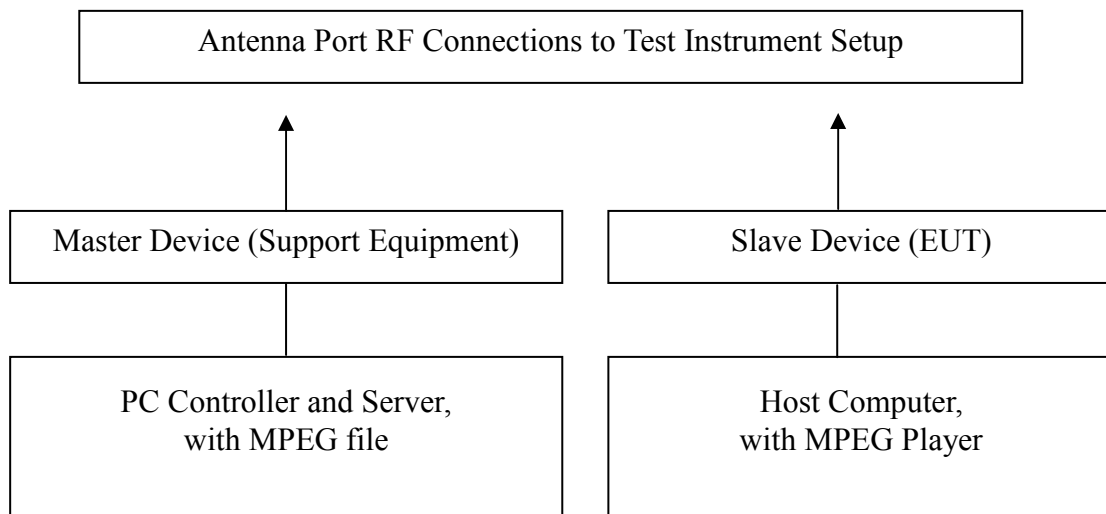 Antenna Port RF Connections to Test Instrument Setup
Master Device (Support Equipment)
Slave Device (EUT)
PC Controller and Server,
with MPEG file
Host Computer,
with MPEG Player